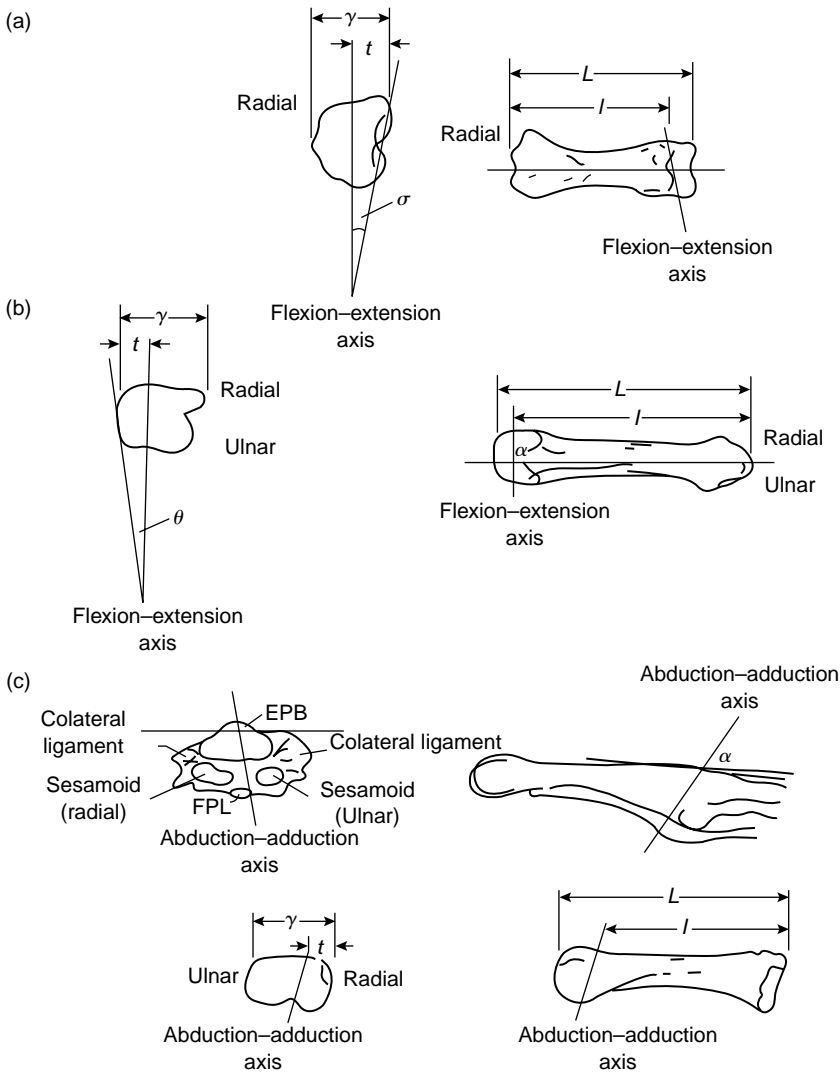 (a)
γ
t
Radial
σ
Flexion–extension
axis
L
l
Radial
Flexion–extension
axis
(b)
γ
t
Radial
Ulnar
θ
Flexion–extension
axis
L
l
α
Radial
Ulnar
Flexion–extension
axis
(c)
EPB
Colateral
ligament
Colateral ligament
Sesamoid
(radial)
FPL
Sesamoid
(Ulnar)
Abduction–adduction
axis
Abduction–adduction
axis
α
γ
t
Ulnar
Radial
Abduction–adduction
axis
L
l
Abduction–adduction
axis